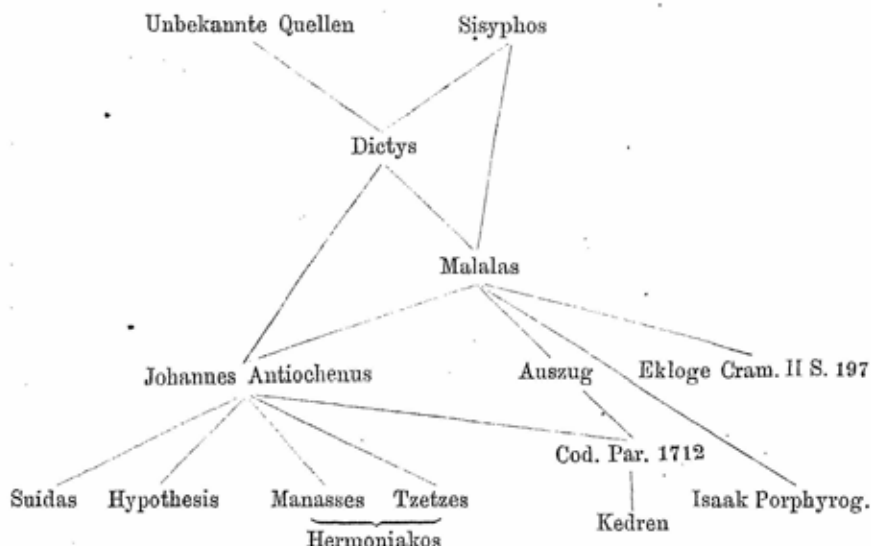 Unbekannte Quellen Sisyphos
Dictys
Malalas
Johannes Antiochenus Auszug Ekloge Cram. II S. 197
Cod. Par. 1712
Suidas Hypothesis Manasses Tzetzes Isaak Porphyrog.
Kedren
Hermoniakos